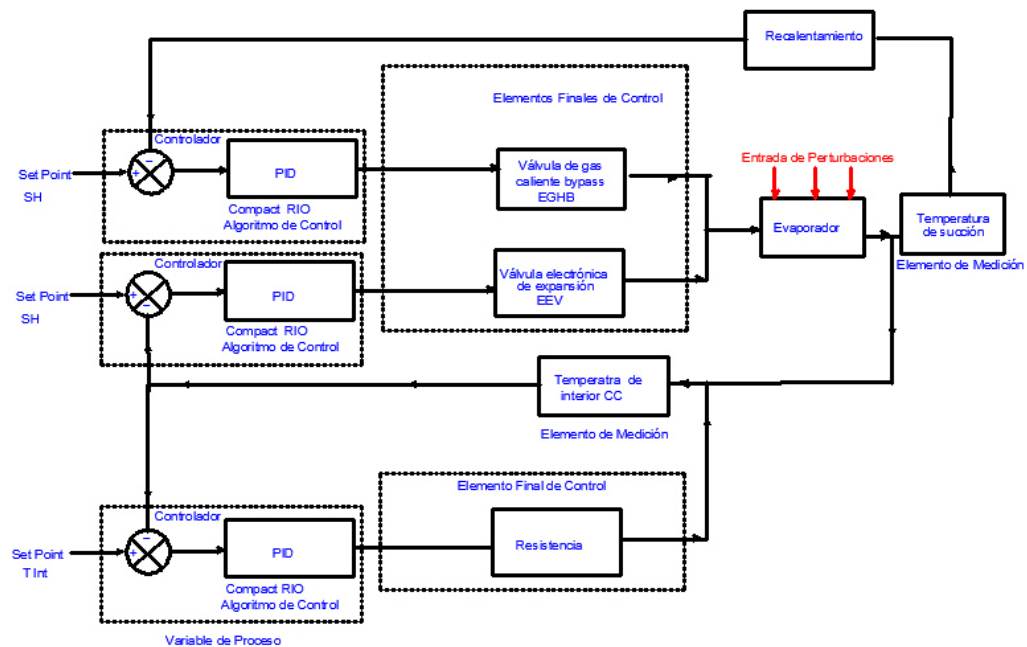 Recalentamiento
Elementos Finales de Control
Controlador
−
+
Set Point
SH
PID
Compact RIO
Algoritmo de Control
Válvula de gas
caliente bypass
EGHB
Entrada de Perturbaciones
Evaporador
Temperatura
de succión
Elemento de Medición
Controlador
+
−
Set Point
SH
PID
Compact RIO
Algoritmo de Control
Válvula electrónica
de expansión
EEV
Temperatra de
interior CC
Elemento de Medición
Elemento Final de Control
Controlador
−
+
Set Point
T Int
PID
Compact RIO
Algoritmo de Control
Resistencia
Variable de Proceso